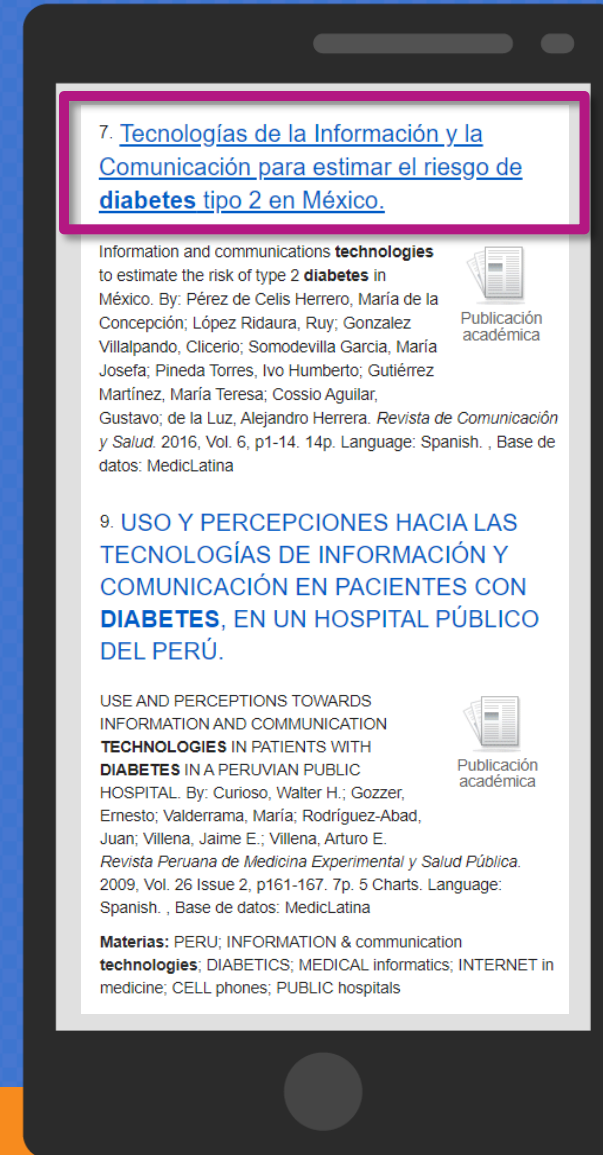 7. Tecnologías de la Información y la
Comunicación para estimar el riesgo de
diabetes tipo 2 en México.
Information and communications technologies
to estimate the risk of type 2 diabetes in
México. By: Pérez de Celis Herrero, María de la
Concepción; López Ridaura, Ruy; Gonzalez
Villalpando, Clicerio; Somodevilla Garcia, María
Josefa; Pineda Torres, Ivo Humberto; Gutiérrez
Martínez, María Teresa; Cossio Aguilar,
Gustavo; de la Luz, Alejandro Herrera. Revista de Comunicación
y Salud. 2016, Vol. 6, p1-14. 14p. Language: Spanish. , Base de
datos: MedicLatina
Publicación
académica
9. USO Y PERCEPCIONES HACIA LAS
TECNOLOGÍAS DE INFORMACIÓN Y
COMUNICACIÓN EN PACIENTES CON
DIABETES, EN UN HOSPITAL PÚBLICO
DEL PERÚ.
USE AND PERCEPTIONS TOWARDS
INFORMATION AND COMMUNICATION
TECHNOLOGIES IN PATIENTS WITH
DIABETES IN A PERUVIAN PUBLIC
HOSPITAL. By: Curioso, Walter H.; Gozzer,
Ernesto; Valderrama, María; Rodríguez-Abad,
Juan; Villena, Jaime E.; Villena, Arturo E.
Revista Peruana de Medicina Experimental y Salud Pública.
2009, Vol. 26 Issue 2, p161-167. 7p. 5 Charts. Language:
Spanish. , Base de datos: MedicLatina
Publicación
académica
Materias: PERU; INFORMATION & communication
technologies; DIABETICS; MEDICAL informatics; INTERNET in
medicine; CELL phones; PUBLIC hospitals